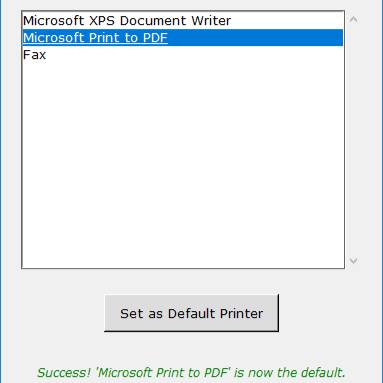 Microsoft XPS Document Writer
Microsoft Print to PDF
Fax
Set as Default Printer
Success! 'Microsoft Print to PDF' is now the default.